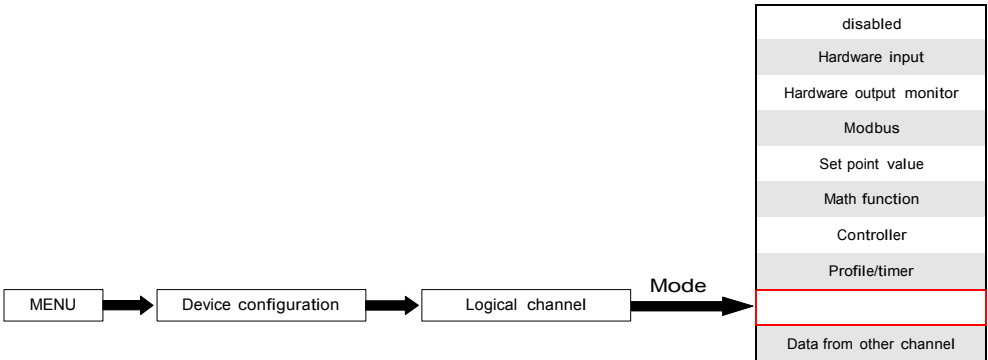 disabled
Hardware input
Hardware output monitor
Modbus
Set point value
Math function
Controller
Profile/timer
MENU
Device configuration
Logical channel
Mode
Data from other channel